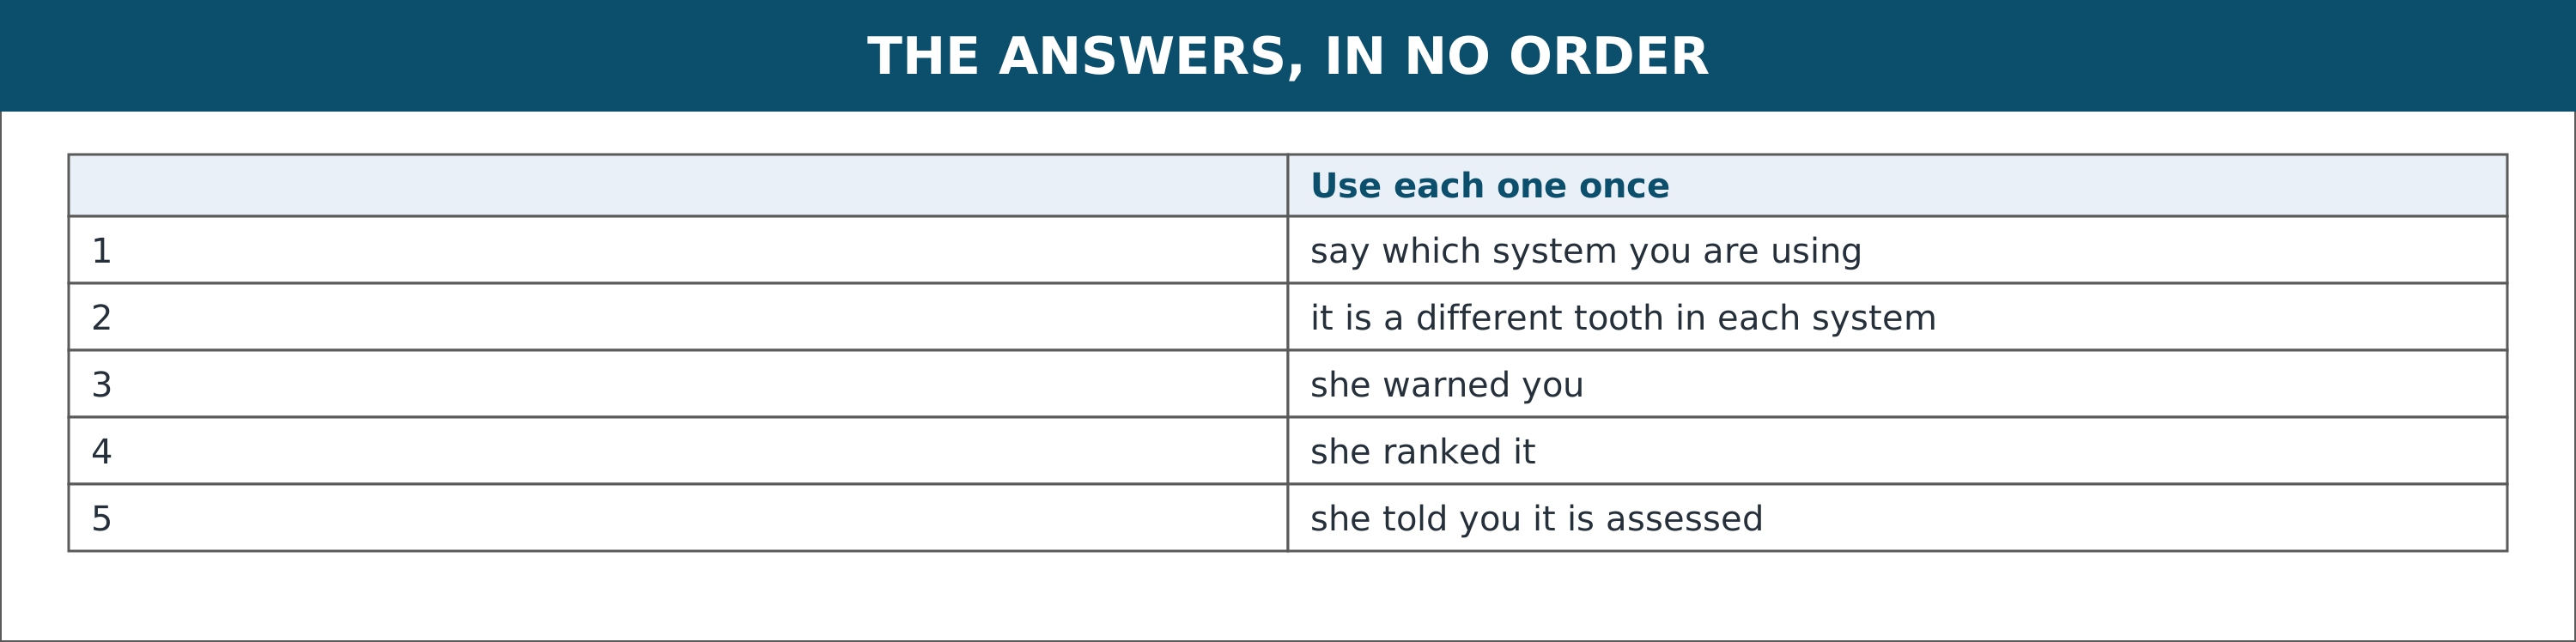 THE ANSWERS, IN NO ORDER
Use each one once
1 say which system you are using
2 it is a different tooth in each system
3 she warned you
4 she ranked it
5 she told you it is assessed